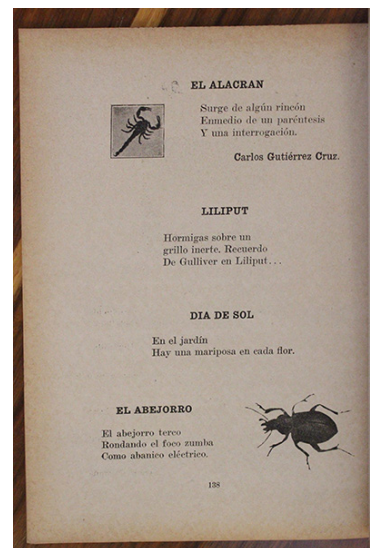 EL ALACRAN
Surge de algún rincón
Enmedio de un paréntesis
Y una interrogación.
Carlos Gutiérrez Cruz.
LILIPUT
Hormigas sobre un
grillo inerte. Recuerdo
De Gulliver en Liliput...
DIA DE SOL
En el jardín
Hay una mariposa en cada flor.
EL ABEJORRO
El abejorro terco
Rondando el foco zumba
Como abanico eléctrico.
138